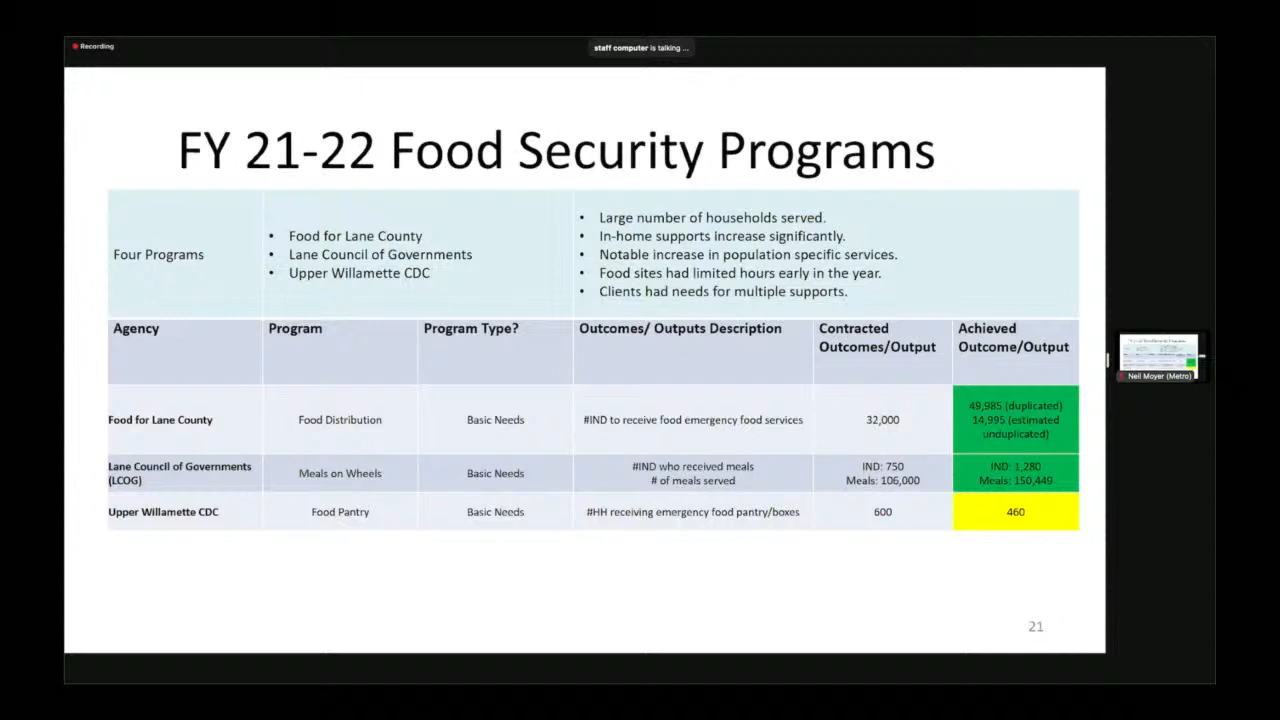 Recording
staff computer is talking ...
FY 21-22 Food Security Programs
Four Programs
• Food for Lane County
• Lane Council of Governments
• Upper Willamette CDC
• Large number of households served.
• In-home supports increase significantly.
• Notable increase in population specific services.
• Food sites had limited hours early in the year.
• Clients had needs for multiple supports.
Agency Program Program Type? Outcomes/ Outputs Description Contracted Outcomes/Output Achieved Outcome/Output
Food for Lane County Food Distribution Basic Needs #IND to receive food emergency food services 32,000 49,985 (duplicated)
14,995 (estimated
unduplicated)
Lane Council of Governments
(LCOG)
Meals on Wheels Basic Needs
#IND who received meals
# of meals served
IND: 750
Meals: 106,000
IND: 1,280
Meals: 150,449
Upper Willamette CDC Food Pantry Basic Needs #HH receiving emergency food pantry/boxes 600 460
21
Neil Moyer (Metro)